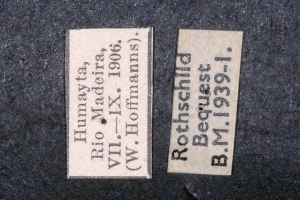 Humayta,
Rio Madeira,
VII.—IX. 1906.
(W. Hoffmanns).
Rothschild
Bequest
B.M.1939-1.